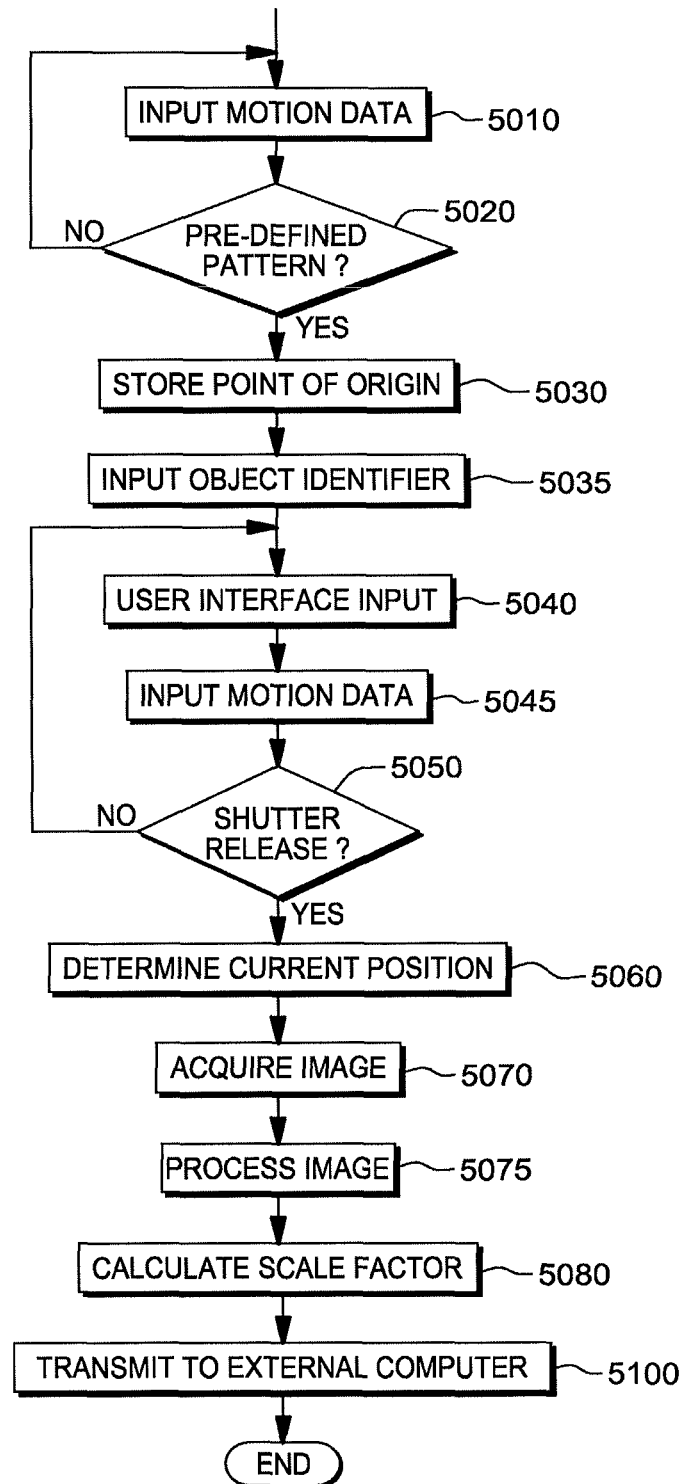 INPUT MOTION DATA 5010
5020
NO
PRE-DEFINED
PATTERN ?
YES
STORE POINT OF ORIGIN 5030
INPUT OBJECT IDENTIFIER 5035
USER INTERFACE INPUT 5040
INPUT MOTION DATA 5045
5050
NO
SHUTTER
RELEASE ?
YES
DETERMINE CURRENT POSITION 5060
ACQUIRE IMAGE 5070
PROCESS IMAGE 5075
CALCULATE SCALE FACTOR 5080
TRANSMIT TO EXTERNAL COMPUTER 5100
END